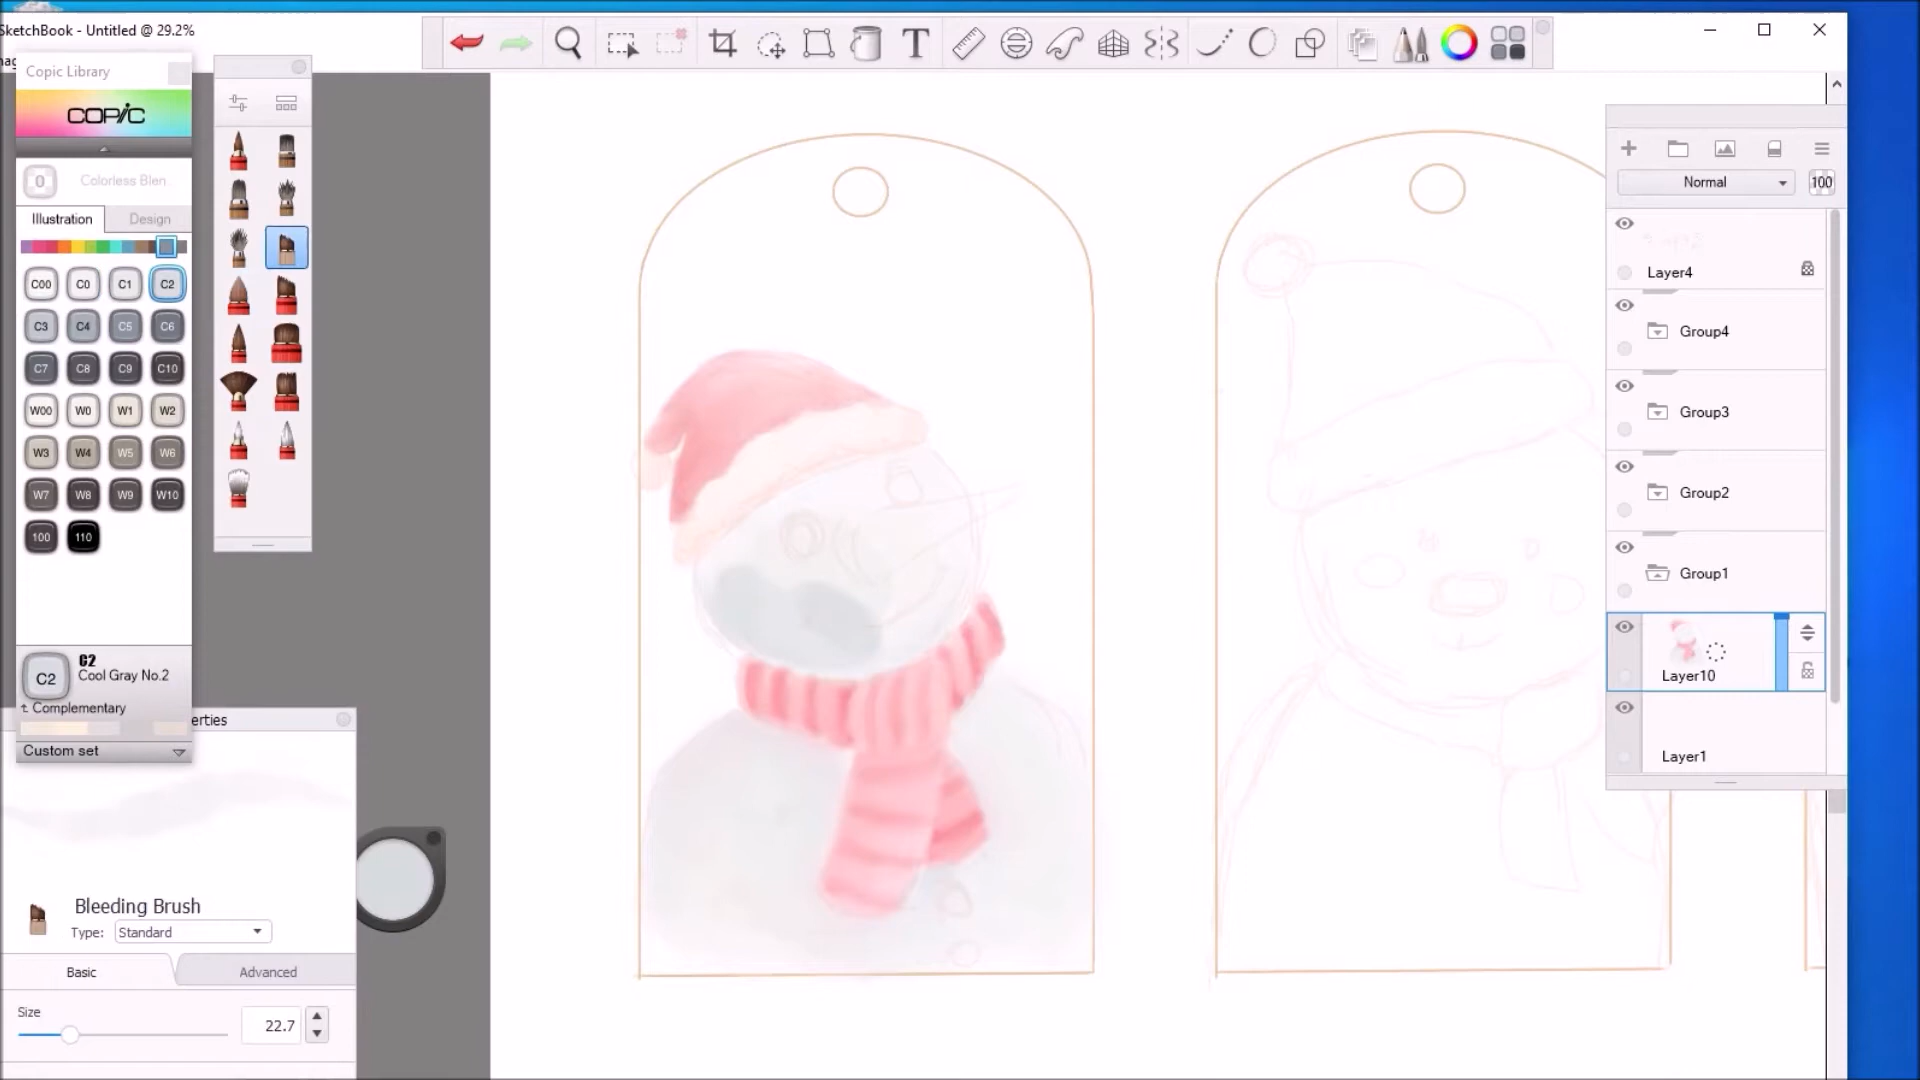 SketchBook - Untitled @ 29.2%
Copic Library
COPIC
0 Colorless Blen
Illustration Design
C00 C0 C1 C2
C3 C4 C5 C6
C7 C8 C9 C10
W00 W0 W1 W2
W3 W4 W5 W6
W7 W8 W9 W10
100 110
C2 C2
Cool Gray No.2
Complementary
erties
Custom set
Bleeding Brush
Type: Standard
Basic Advanced
Size 22.7
T
Normal 100
Layer4
Group4
Group3
Group2
Group1
Layer10
Layer1